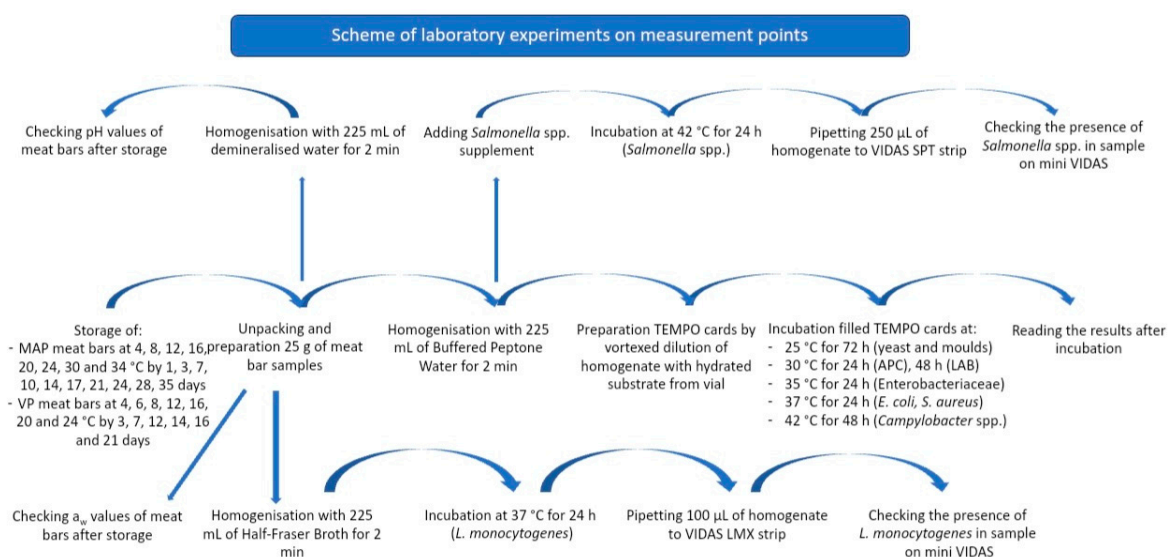 Scheme of laboratory experiments on measurement points
Checking pH values of
meat bars after storage
Homogenisation with 225 mL of
demineralised water for 2 min
Adding Salmonella spp.
supplement
Incubation at 42 °C for 24 h
(Salmonella spp.)
Pipetting 250 µL of
homogenate to VIDAS SPT strip
Checking the presence of
Salmonella spp. in sample
on mini VIDAS
Storage of:
- MAP meat bars at 4, 8, 12, 16,
20, 24, 30 and 34 °C by 1, 3, 7,
10, 14, 17, 21, 24, 28, 35 days
- VP meat bars at 4, 6, 8, 12, 16,
20 and 24 °C by 3, 7, 12, 14, 16
and 21 days
Unpacking and
preparation 25 g of meat
bar samples
Homogenisation with 225
mL of Buffered Peptone
Water for 2 min
Preparation TEMPO cards by
vortexed dilution of
homogenate with hydrated
substrate from vial
Incubation filled TEMPO cards at:
- 25 °C for 72 h (yeast and moulds)
- 30 °C for 24 h (APC), 48 h (LAB)
- 35 °C for 24 h (Enterobacteriaceae)
- 37 °C for 24 h (E. coli, S. aureus)
- 42 °C for 48 h (Campylobacter spp.)
Reading the results after
incubation
Checking aw values of meat
bars after storage
Homogenisation with 225
mL of Half-Fraser Broth for 2
min
Incubation at 37 °C for 24 h
(L. monocytogenes)
Pipetting 100 µL of homogenate
to VIDAS LMX strip
Checking the presence of
L. monocytogenes in sample
on mini VIDAS